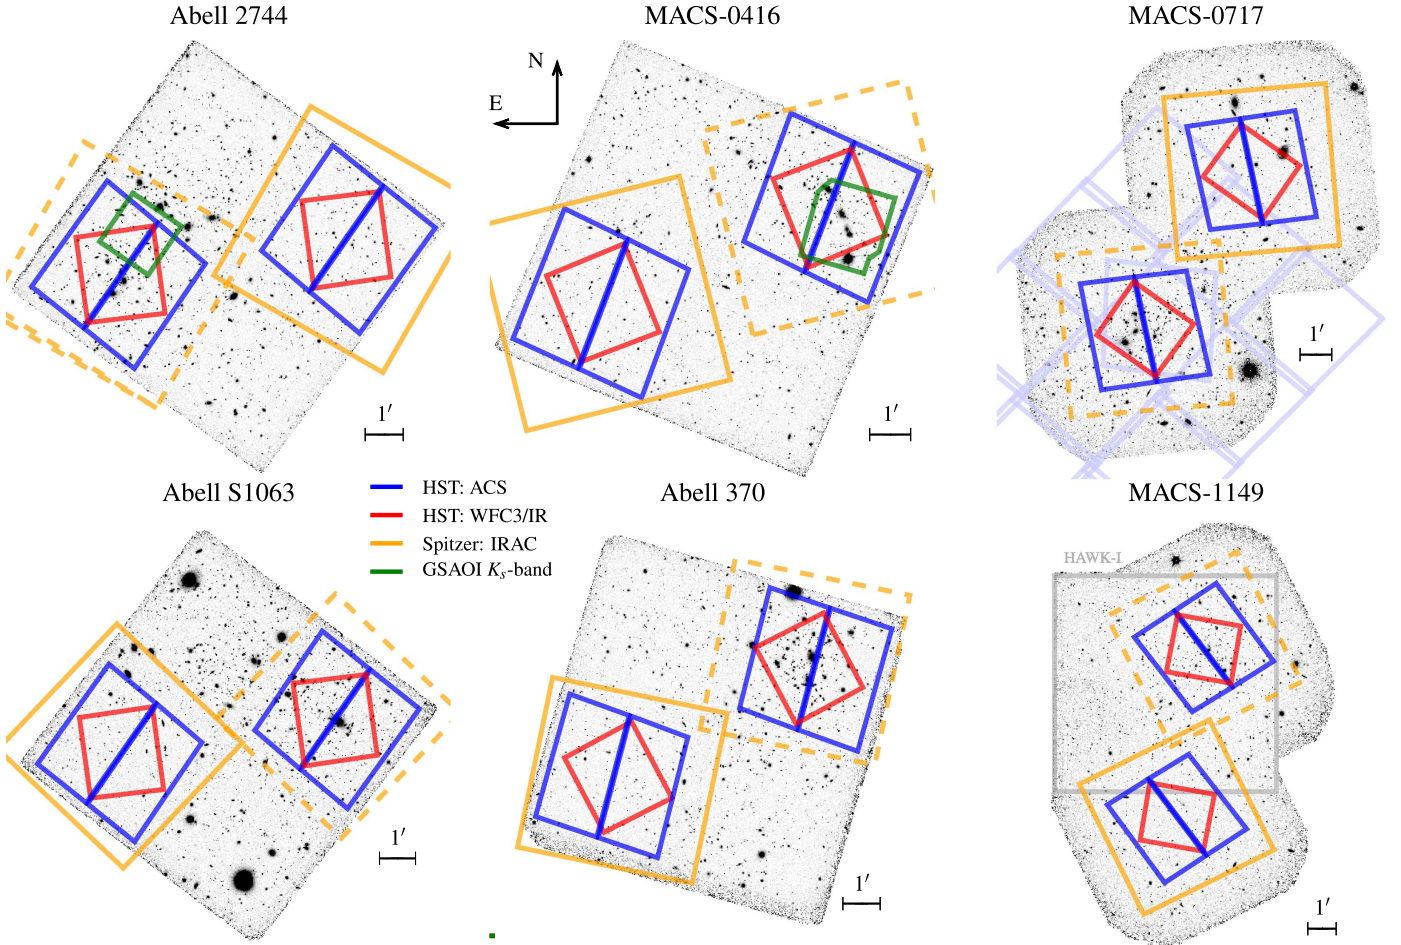 Abell 2744
MACS-0416
MACS-0717
N
E
1′
1′
1′
Abell S1063
HST: ACS
HST: WFC3/IR
Spitzer: IRAC
GSAOI Ks-band
Abell 370
MACS-1149
HAWK-I
1′
1′
1′